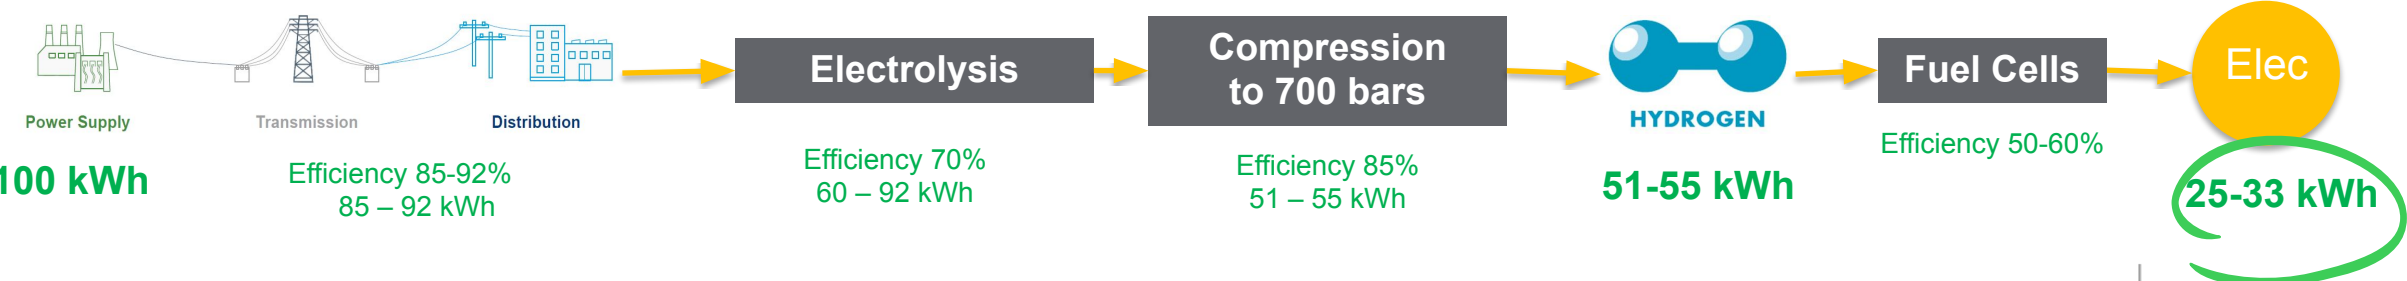 Power Supply
Transmission
Distribution
100 kWh
Efficiency 85-92%
85 – 92 kWh
Electrolysis
Efficiency 70%
60 – 92 kWh
Compression
to 700 bars
Efficiency 85%
51 – 55 kWh
HYDROGEN
51-55 kWh
Fuel Cells
Efficiency 50-60%
Elec
25-33 kWh